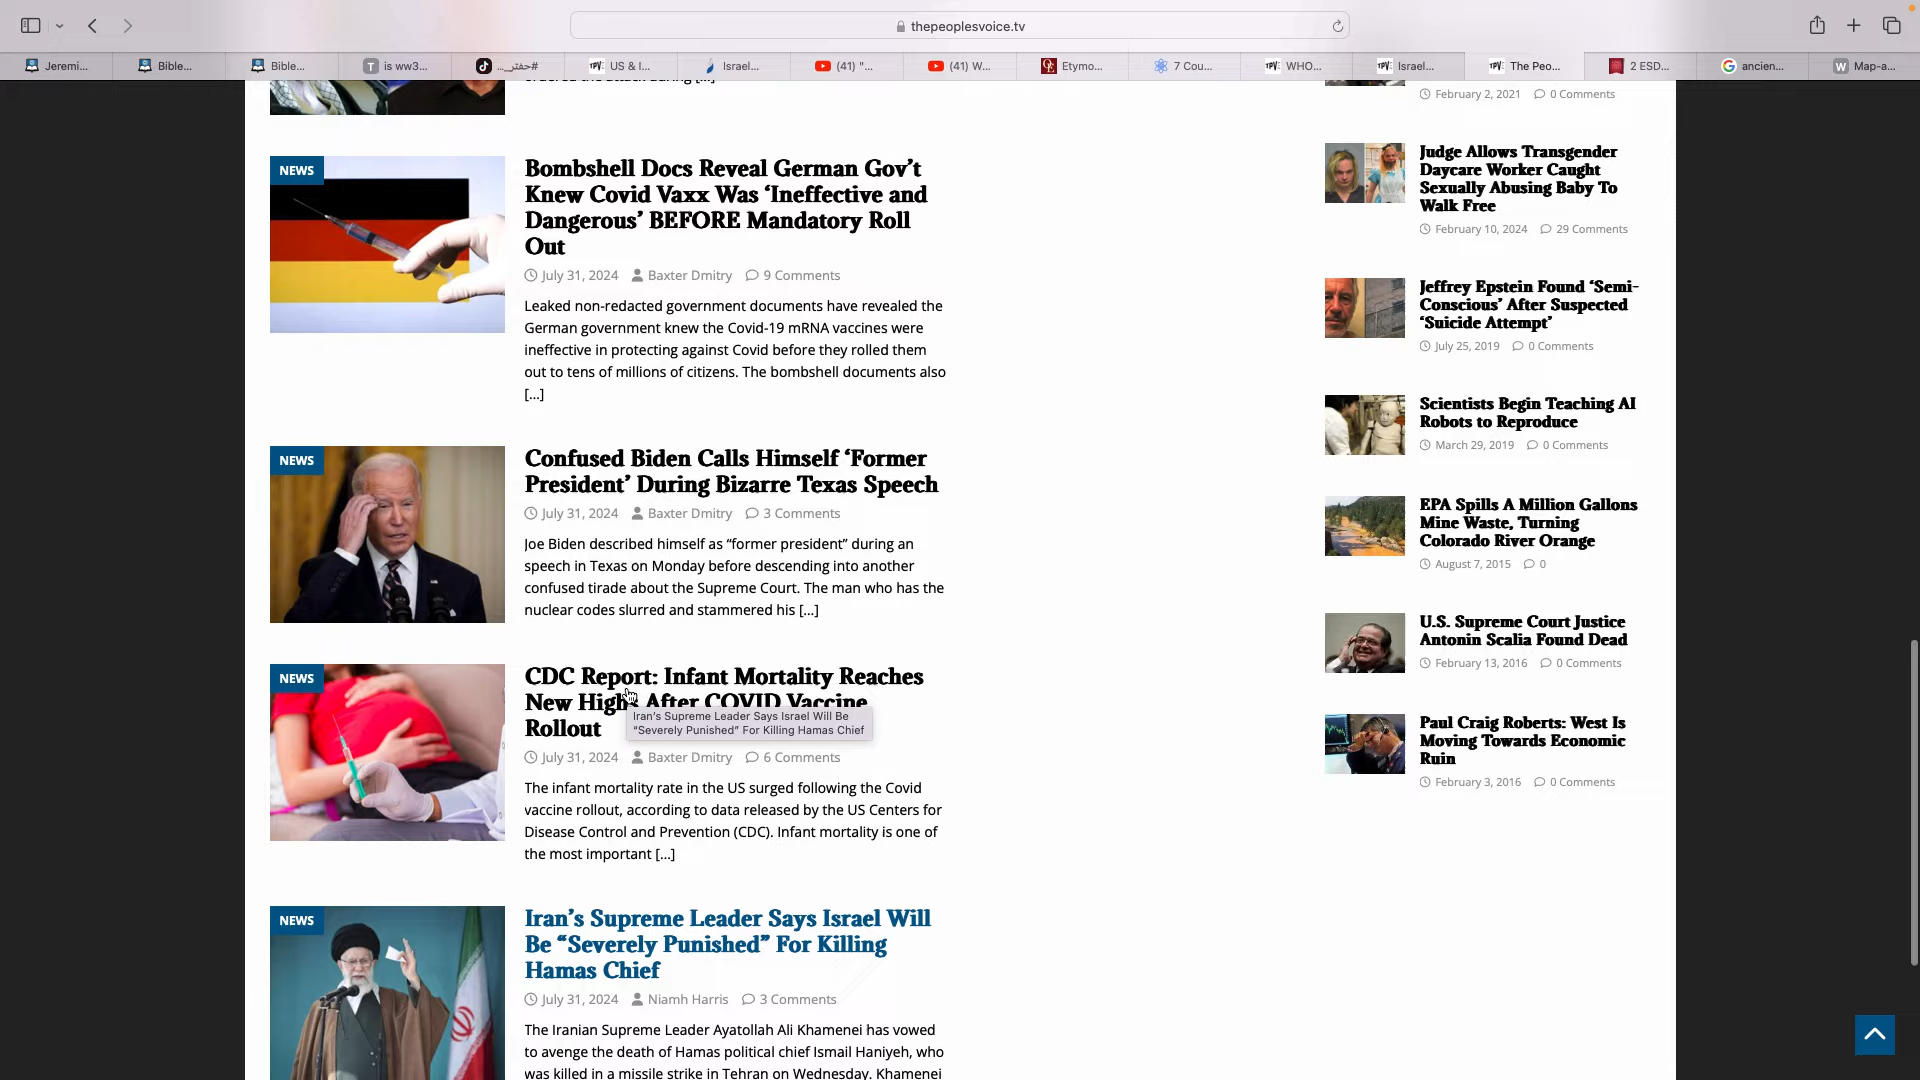 thepeoplesvoice.tv
Jeremi...
Bible...
Bible...
is ww3...
#حفتر_...
TPV: US & I...
Israel...
(41) "...
(41) W...
Etymo...
7 Cou...
TPV: WHO...
TPV: Israel...
TPV: The Peo...
2 ESD...
ancien...
W Map-a...
NEWS
Bombshell Docs Reveal German Gov’t
Knew Covid Vaxx Was ‘Ineffective and
Dangerous’ BEFORE Mandatory Roll
Out
July 31, 2024 Baxter Dmitry 9 Comments
Leaked non-redacted government documents have revealed the
German government knew the Covid-19 mRNA vaccines were
ineffective in protecting against Covid before they rolled them
out to tens of millions of citizens. The bombshell documents also
[...]
NEWS
Confused Biden Calls Himself ‘Former
President’ During Bizarre Texas Speech
July 31, 2024 Baxter Dmitry 3 Comments
Joe Biden described himself as “former president” during an
speech in Texas on Monday before descending into another
confused tirade about the Supreme Court. The man who has the
nuclear codes slurred and stammered his [...]
NEWS
CDC Report: Infant Mortality Reaches
New Highs After COVID Vaccine
Rollout
Iran’s Supreme Leader Says Israel Will Be
“Severely Punished” For Killing Hamas Chief
July 31, 2024 Baxter Dmitry 6 Comments
The infant mortality rate in the US surged following the Covid
vaccine rollout, according to data released by the US Centers for
Disease Control and Prevention (CDC). Infant mortality is one of
the most important [...]
NEWS
Iran’s Supreme Leader Says Israel Will
Be “Severely Punished” For Killing
Hamas Chief
July 31, 2024 Niamh Harris 3 Comments
The Iranian Supreme Leader Ayatollah Ali Khamenei has vowed
to avenge the death of Hamas political chief Ismail Haniyeh, who
was killed in a missile strike in Tehran on Wednesday. Khamenei
February 2, 2021 0 Comments
Judge Allows Transgender
Daycare Worker Caught
Sexually Abusing Baby To
Walk Free
February 10, 2024 29 Comments
Jeffrey Epstein Found ‘Semi-
Conscious’ After Suspected
‘Suicide Attempt’
July 25, 2019 0 Comments
Scientists Begin Teaching AI
Robots to Reproduce
March 29, 2019 0 Comments
EPA Spills A Million Gallons
Mine Waste, Turning
Colorado River Orange
August 7, 2015 0
U.S. Supreme Court Justice
Antonin Scalia Found Dead
February 13, 2016 0 Comments
Paul Craig Roberts: West Is
Moving Towards Economic
Ruin
February 3, 2016 0 Comments